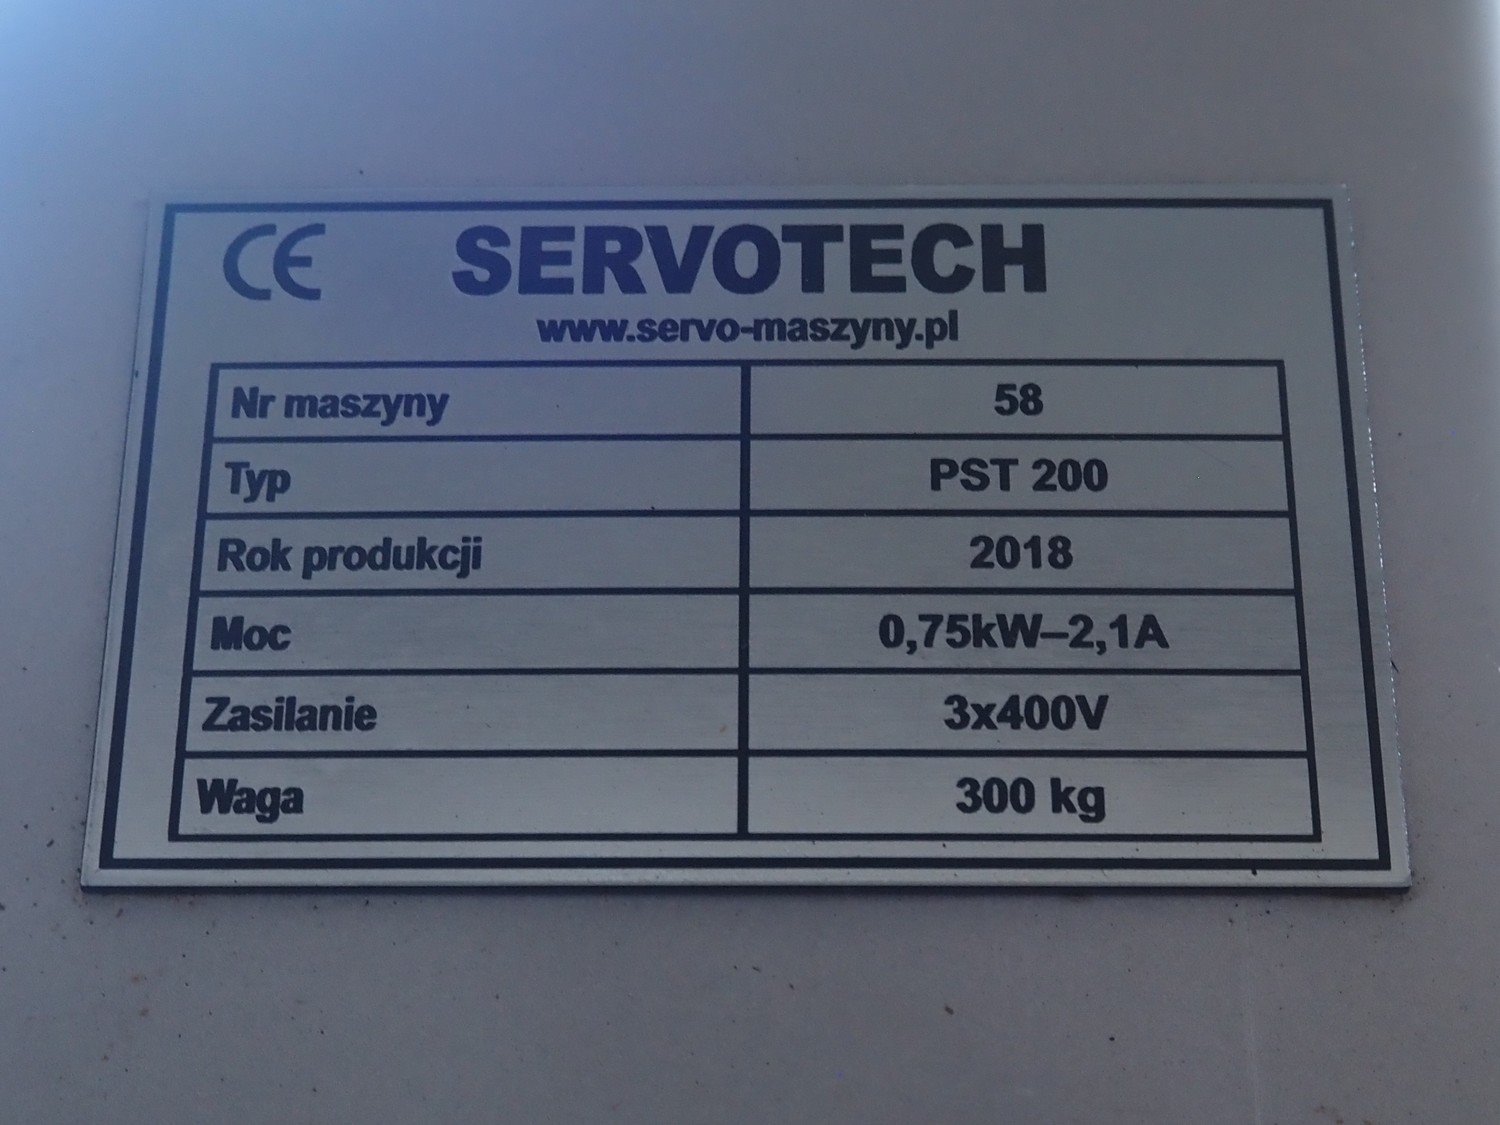 CE SERVOTECH
www.servo-maszyny.pl
Nr maszyny 58
Typ PST 200
Rok produkcji 2018
Moc 0,75kW–2,1A
Zasilanie 3x400V
Waga 300 kg